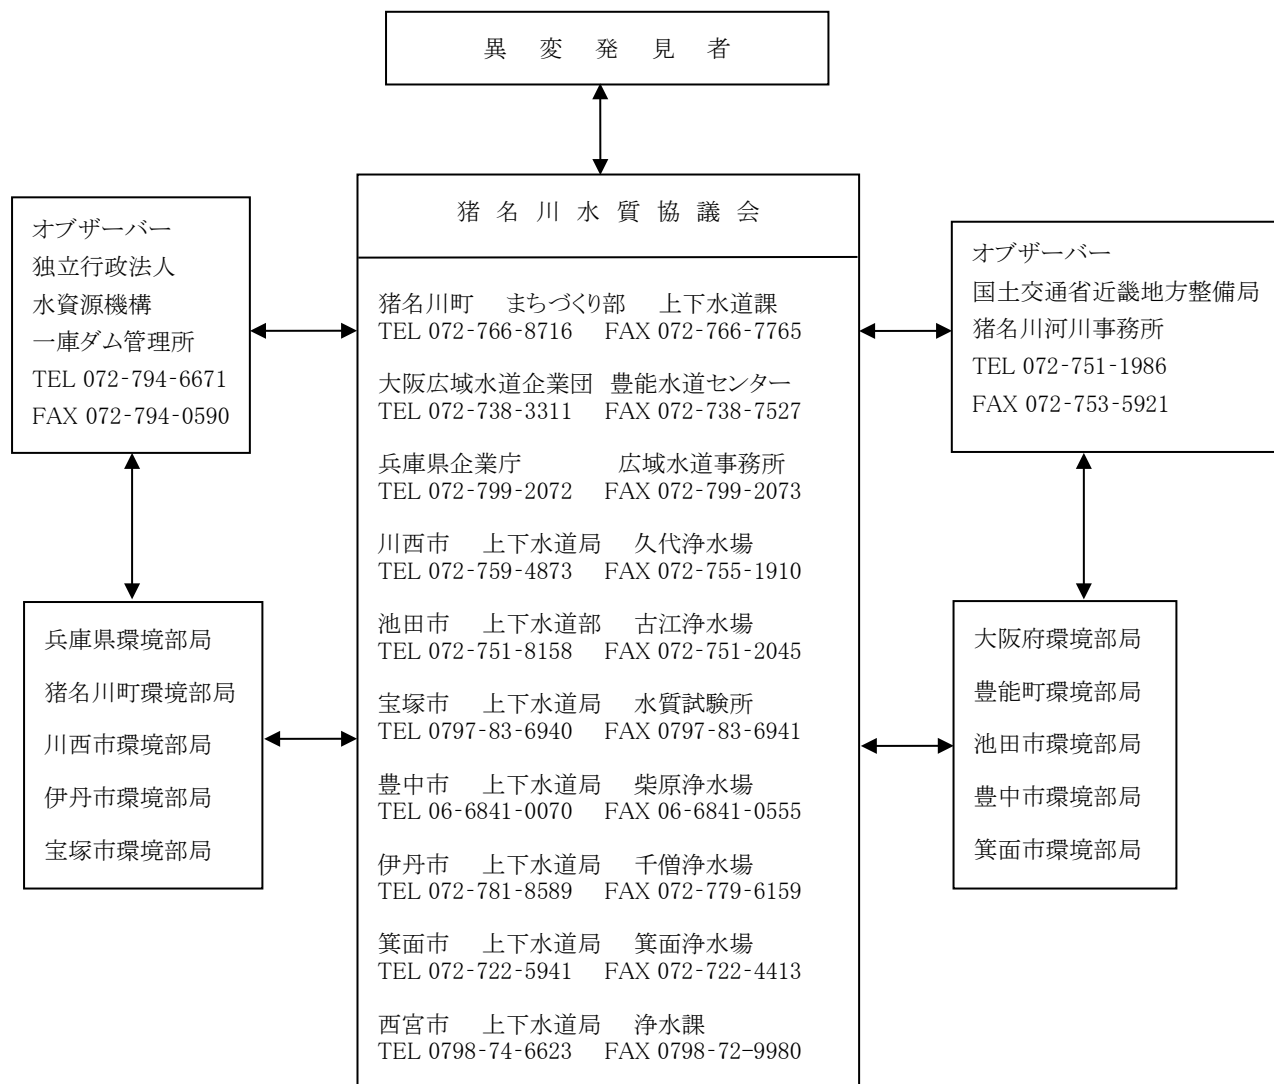 異変発見者
猪名川水質協議会
オブザーバー
独立行政法人
水資源機構
一庫ダム管理所
TEL 072-794-6671
FAX 072-794-0590
オブザーバー
国土交通省近畿地方整備局
猪名川河川事務所
TEL 072-751-1986
FAX 072-753-5921
猪名川町 まちづくり部 上下水道課
TEL 072-766-8716 FAX 072-766-7765
大阪広域水道企業団 豊能水道センター
TEL 072-738-3311 FAX 072-738-7527
兵庫県企業庁 広域水道事務所
TEL 072-799-2072 FAX 072-799-2073
川西市 上下水道局 久代浄水場
TEL 072-759-4873 FAX 072-755-1910
池田市 上下水道部 古江浄水場
TEL 072-751-8158 FAX 072-751-2045
宝塚市 上下水道局 水質試験所
TEL 0797-83-6940 FAX 0797-83-6941
豊中市 上下水道局 柴原浄水場
TEL 06-6841-0070 FAX 06-6841-0555
伊丹市 上下水道局 千僧浄水場
TEL 072-781-8589 FAX 072-779-6159
箕面市 上下水道局 箕面浄水場
TEL 072-722-5941 FAX 072-722-4413
西宮市 上下水道局 浄水課
TEL 0798-74-6623 FAX 0798-72-9980
兵庫県環境部局
猪名川町環境部局
川西市環境部局
伊丹市環境部局
宝塚市環境部局
大阪府環境部局
豊能町環境部局
池田市環境部局
豊中市環境部局
箕面市環境部局